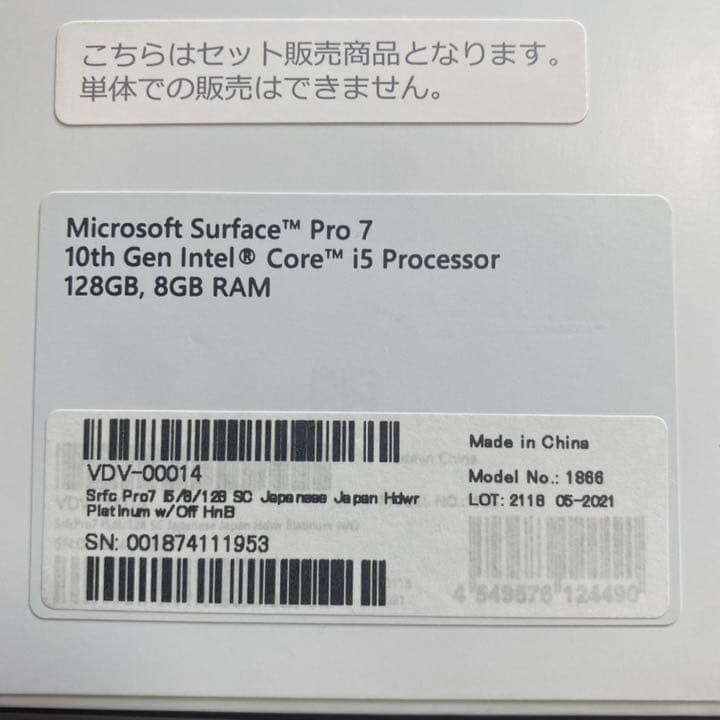 こちらはセット販売商品となります。
単体での販売はできません。
Microsoft Surface™ Pro 7
10th Gen Intel® Core™ i5 Processor
128GB, 8GB RAM
VDV-00014
Srfc Pro7 i5/8/128 SC Japanese Japan Hdwr
Platinum w/Off HnB
SN: 001874111953
Made in China
Model No.: 1866
LOT: 2118 05-2021
4 549576 124490